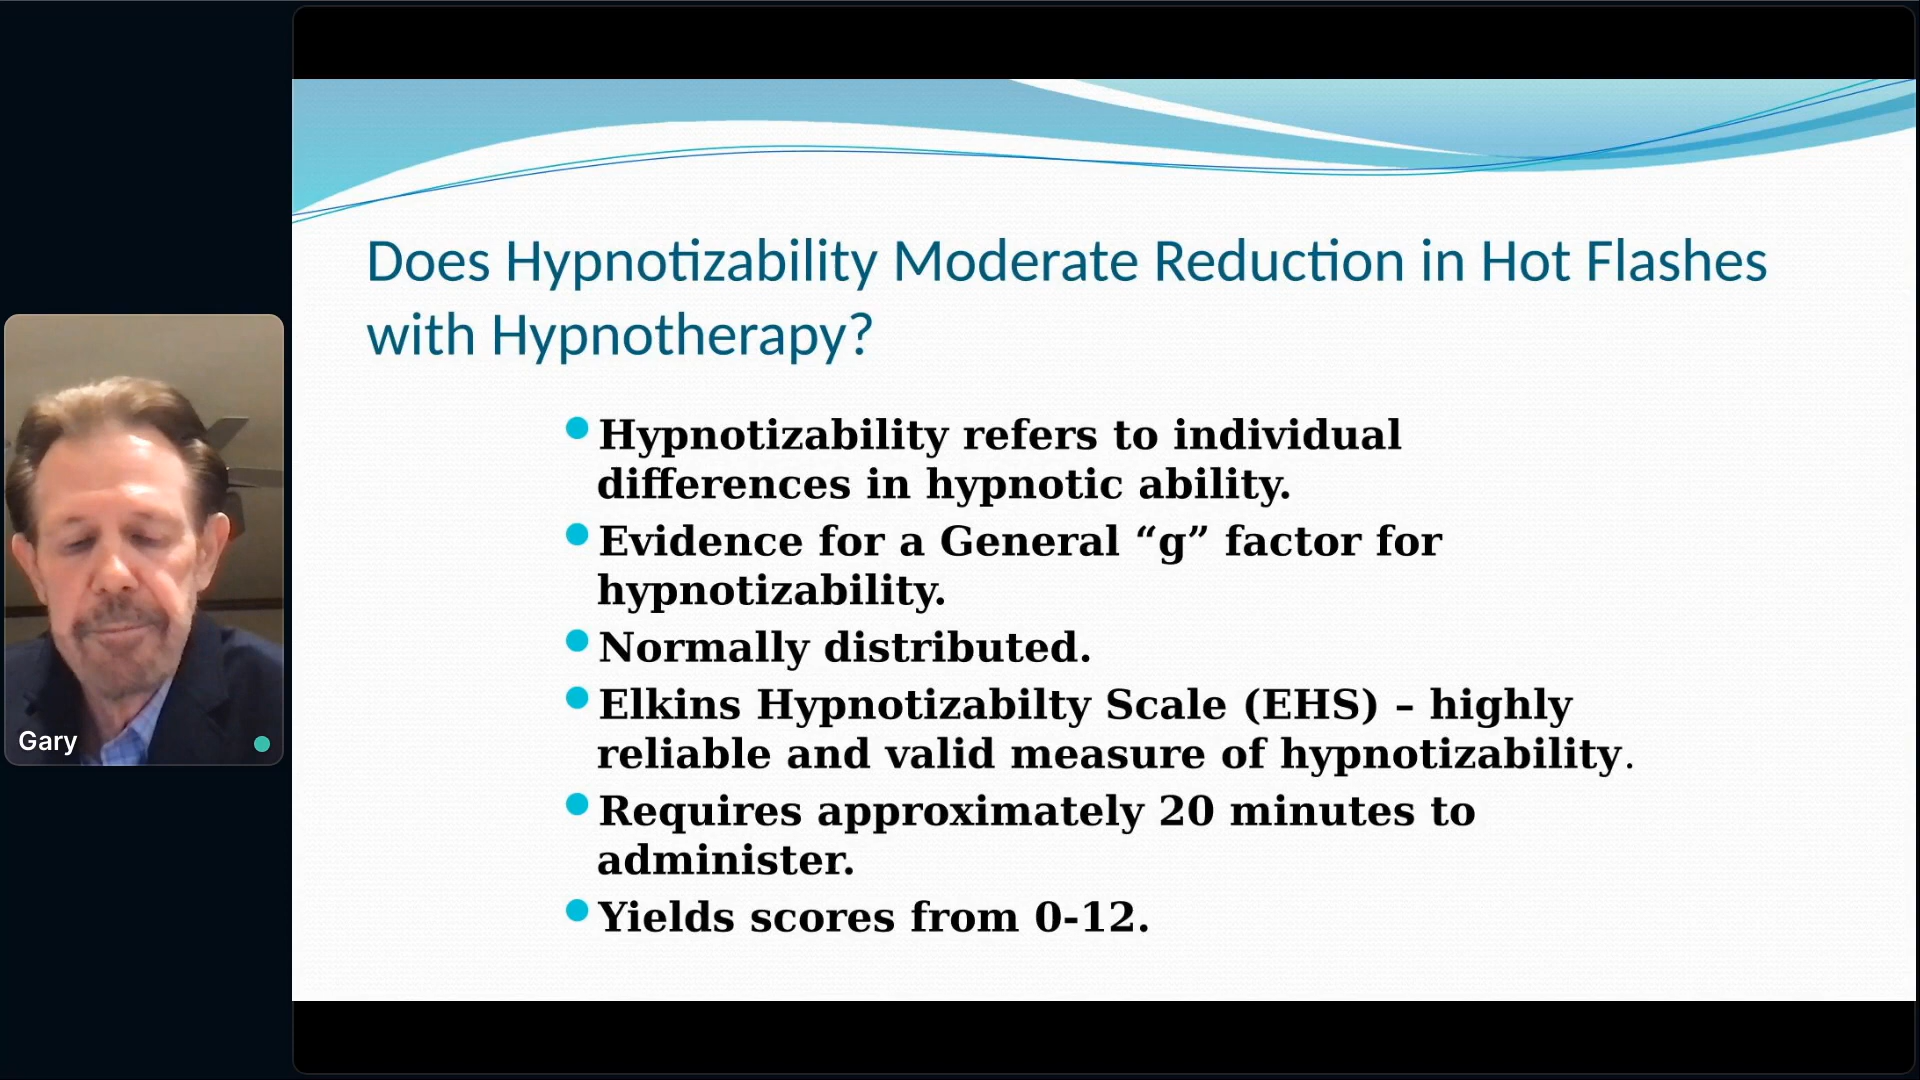 Does Hypnotizability Moderate Reduction in Hot Flashes
with Hypnotherapy?
Hypnotizability refers to individual
differences in hypnotic ability.
Evidence for a General “g” factor for
hypnotizability.
Normally distributed.
Elkins Hypnotizabilty Scale (EHS) – highly
reliable and valid measure of hypnotizability.
Requires approximately 20 minutes to
administer.
Yields scores from 0-12.
Gary